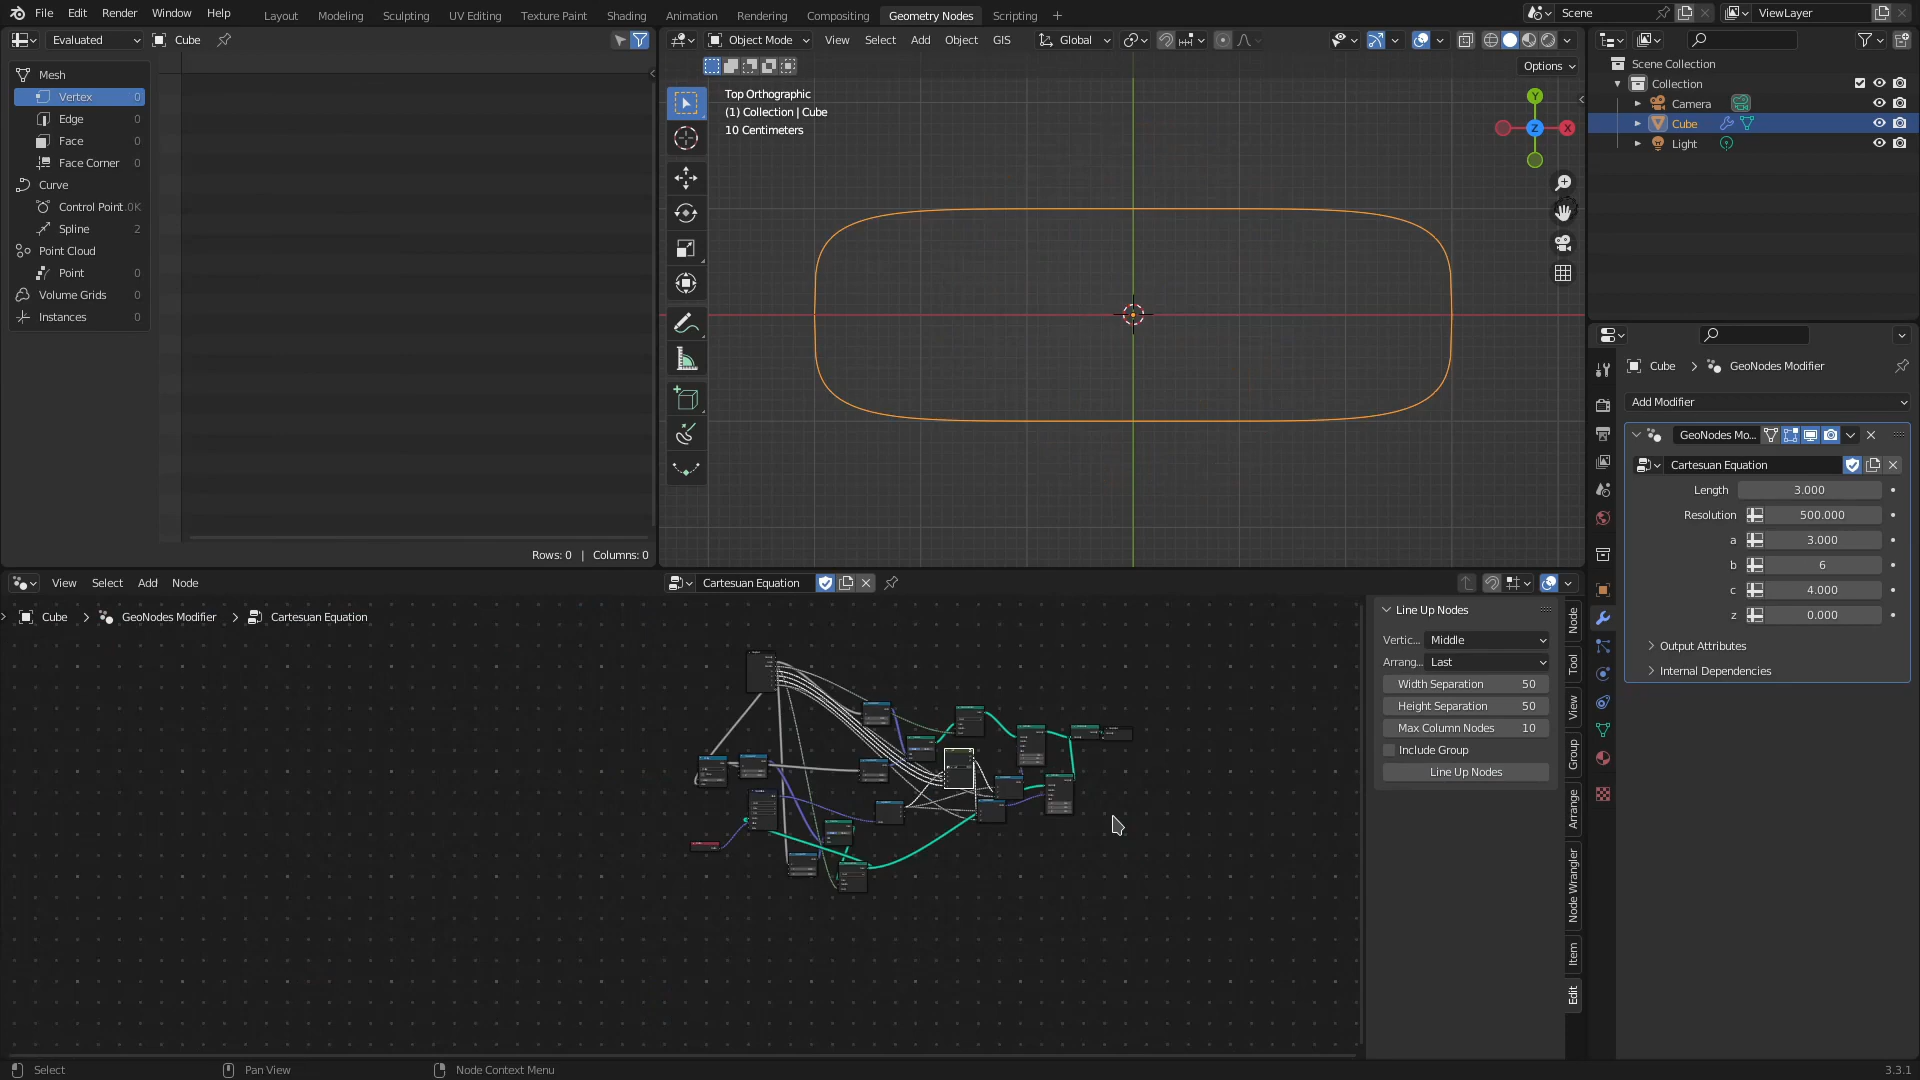 File Edit Render Window Help
Layout Modeling Sculpting UV Editing Texture Paint Shading Animation Rendering Compositing Geometry Nodes Scripting +
Scene
ViewLayer
Evaluated
Cube
Object Mode View Select Add Object GIS
Global
Options
Mesh
Vertex 0
Edge 0
Face 0
Face Corner 0
Curve
Control Point .0K
Spline 2
Point Cloud
Point 0
Volume Grids 0
Instances 0
Rows: 0 | Columns: 0
Top Orthographic
(1) Collection | Cube
10 Centimeters
Y
Z
X
Scene Collection
Collection
Camera
Cube
Light
Cube > GeoNodes Modifier
Add Modifier
GeoNodes Mo...
Cartesuan Equation
Length 3.000
Resolution 500.000
a 3.000
b 6
c 4.000
z 0.000
Output Attributes
Internal Dependencies
View Select Add Node
Cartesuan Equation
Cube > GeoNodes Modifier > Cartesuan Equation
Line Up Nodes
Vertic... Middle
Arrang... Last
Width Separation 50
Height Separation 50
Max Column Nodes 10
Include Group
Line Up Nodes
Node
Tool
View
Group
Arrange
Node Wrangler
Item
Edit
Select
Pan View
Node Context Menu
3.3.1